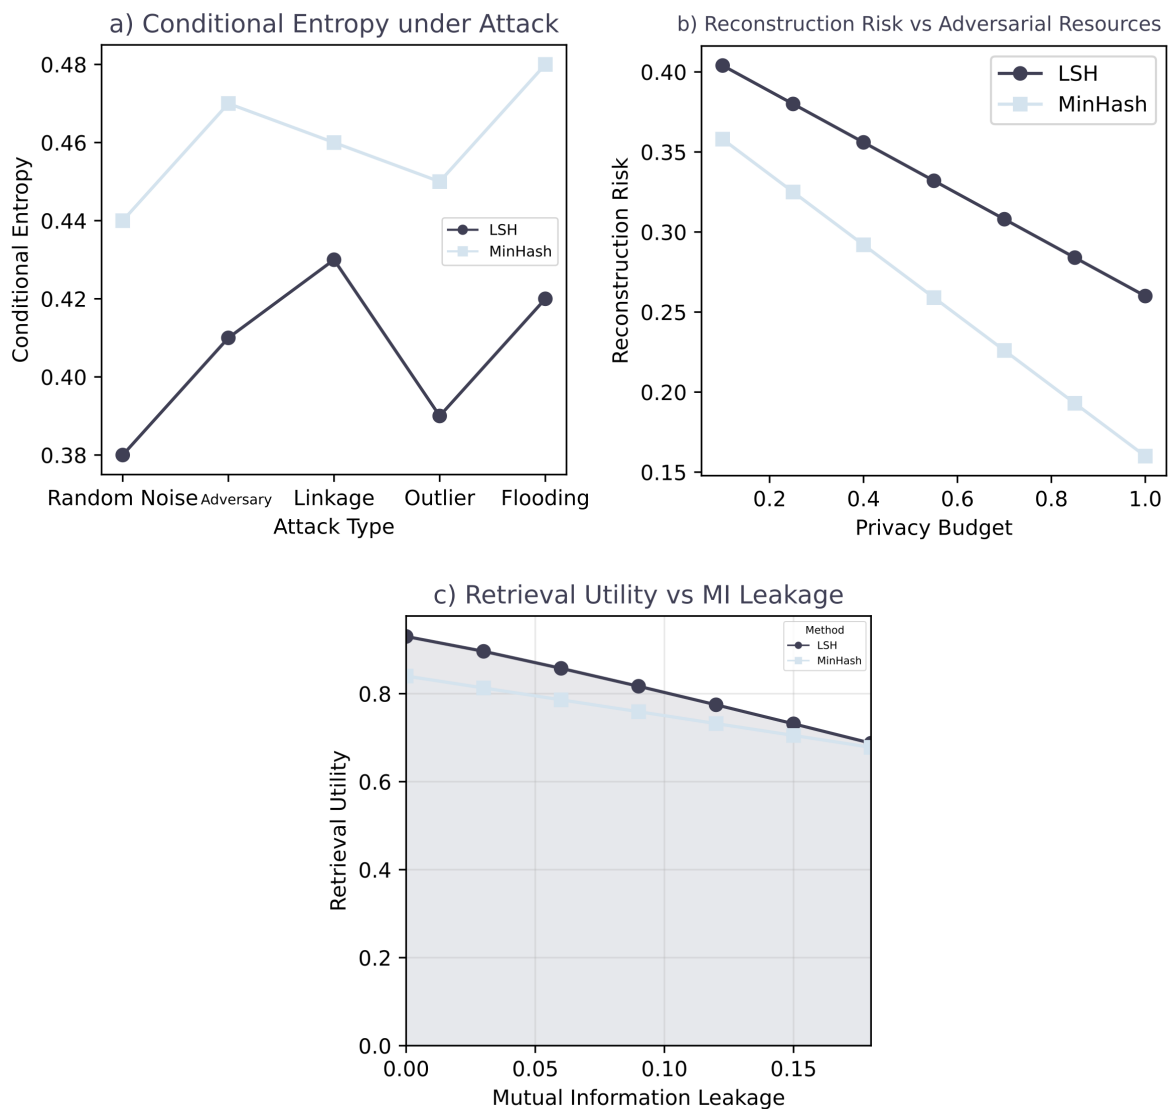 a) Conditional Entropy under Attack
Conditional Entropy
0.48
0.46
0.44
0.42
0.40
0.38
LSH
MinHash
Random Noise Adversary Linkage Outlier Flooding
Attack Type
b) Reconstruction Risk vs Adversarial Resources
Reconstruction Risk
0.40
0.35
0.30
0.25
0.20
0.15
LSH
MinHash
0.2 0.4 0.6 0.8 1.0
Privacy Budget
c) Retrieval Utility vs MI Leakage
Retrieval Utility
0.8
0.6
0.4
0.2
0.0
Method
LSH
MinHash
0.00 0.05 0.10 0.15
Mutual Information Leakage